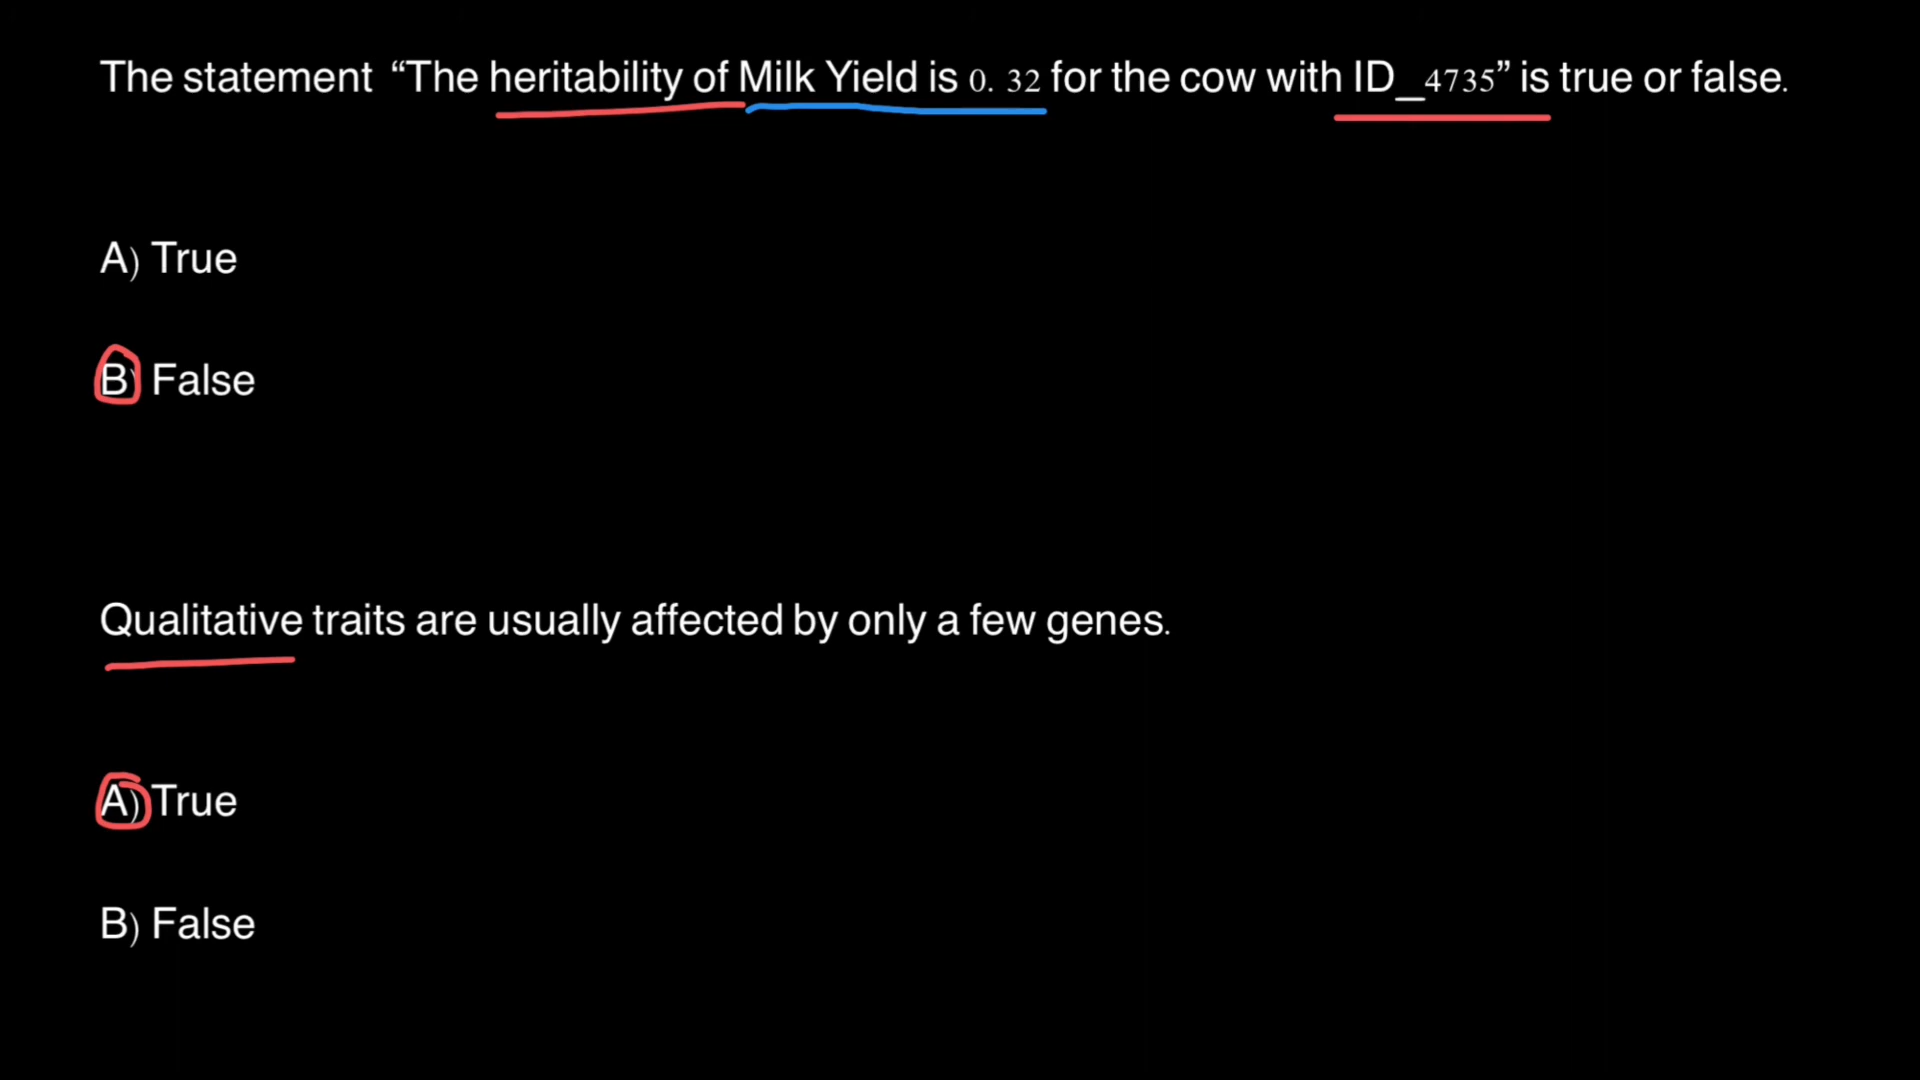 The statement “The heritability of Milk Yield is 0. 32 for the cow with ID_4735” is true or false.
A) True
B) False
Qualitative traits are usually affected by only a few genes.
A) True
B) False